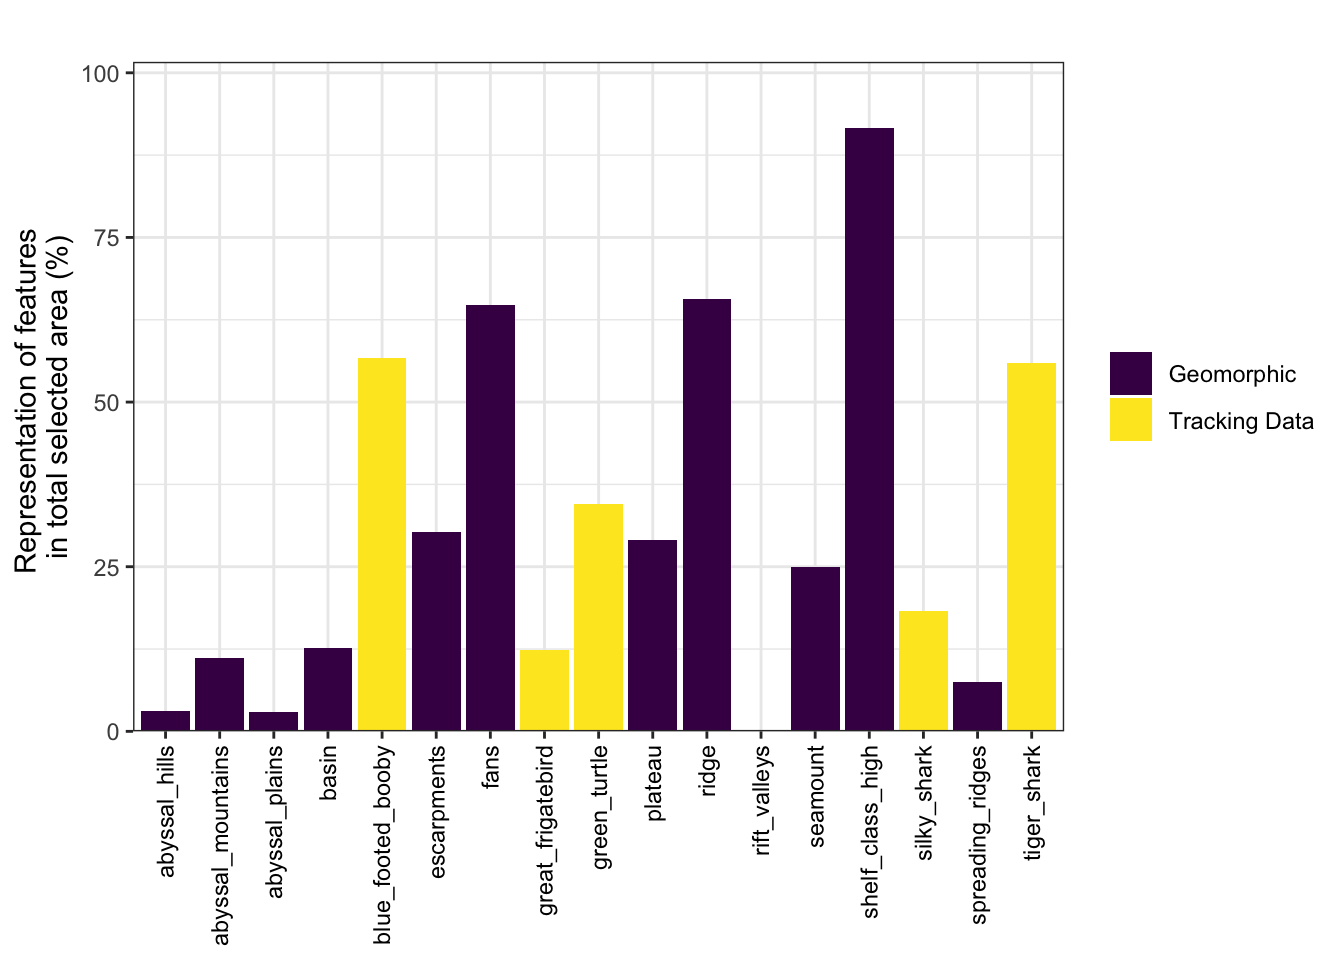 Representation of features
in total selected area (%)
100
75
50
25
0
abyssal_hills
abyssal_mountains
abyssal_plains
basin
blue_footed_booby
escarpments
fans
great_frigatebird
green_turtle
plateau
ridge
rift_valleys
seamount
shelf_class_high
silky_shark
spreading_ridges
tiger_shark
Geomorphic
Tracking Data